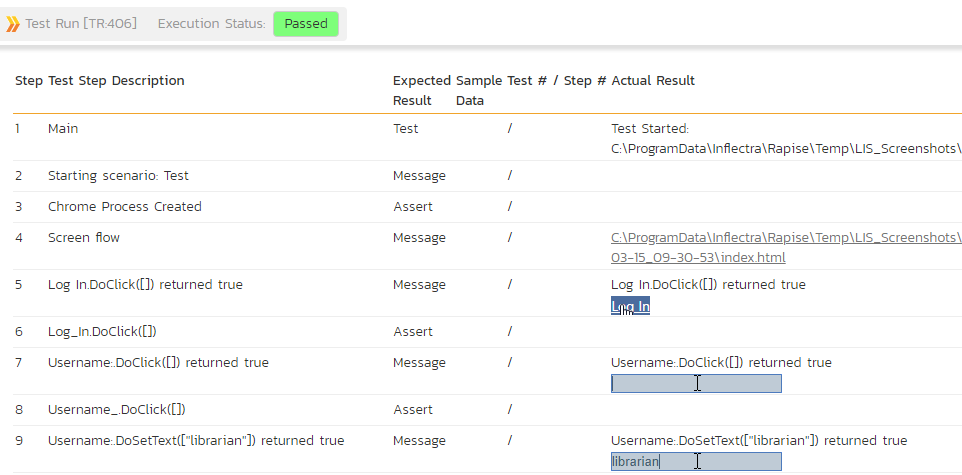 Test Run [TR:406] Execution Status: Passed
Step Test Step Description Expected Result Sample Data Test # / Step # Actual Result
1 Main Test / Test Started:
C:\ProgramData\Inflectra\Rapise\Temp\LIS_Screenshots\
2 Starting scenario: Test Message /
3 Chrome Process Created Assert /
4 Screen flow Message / C:\ProgramData\Inflectra\Rapise\Temp\LIS_Screenshots\
03-15_09-30-53\index.html
5 Log In.DoClick([]) returned true Message / Log In.DoClick([]) returned true
Log In
6 Log_In.DoClick([]) Assert /
7 Username:.DoClick([]) returned true Message / Username:.DoClick([]) returned true
8 Username_.DoClick([]) Assert /
9 Username:.DoSetText(["librarian"]) returned true Message / Username:.DoSetText(["librarian"]) returned true
librarian